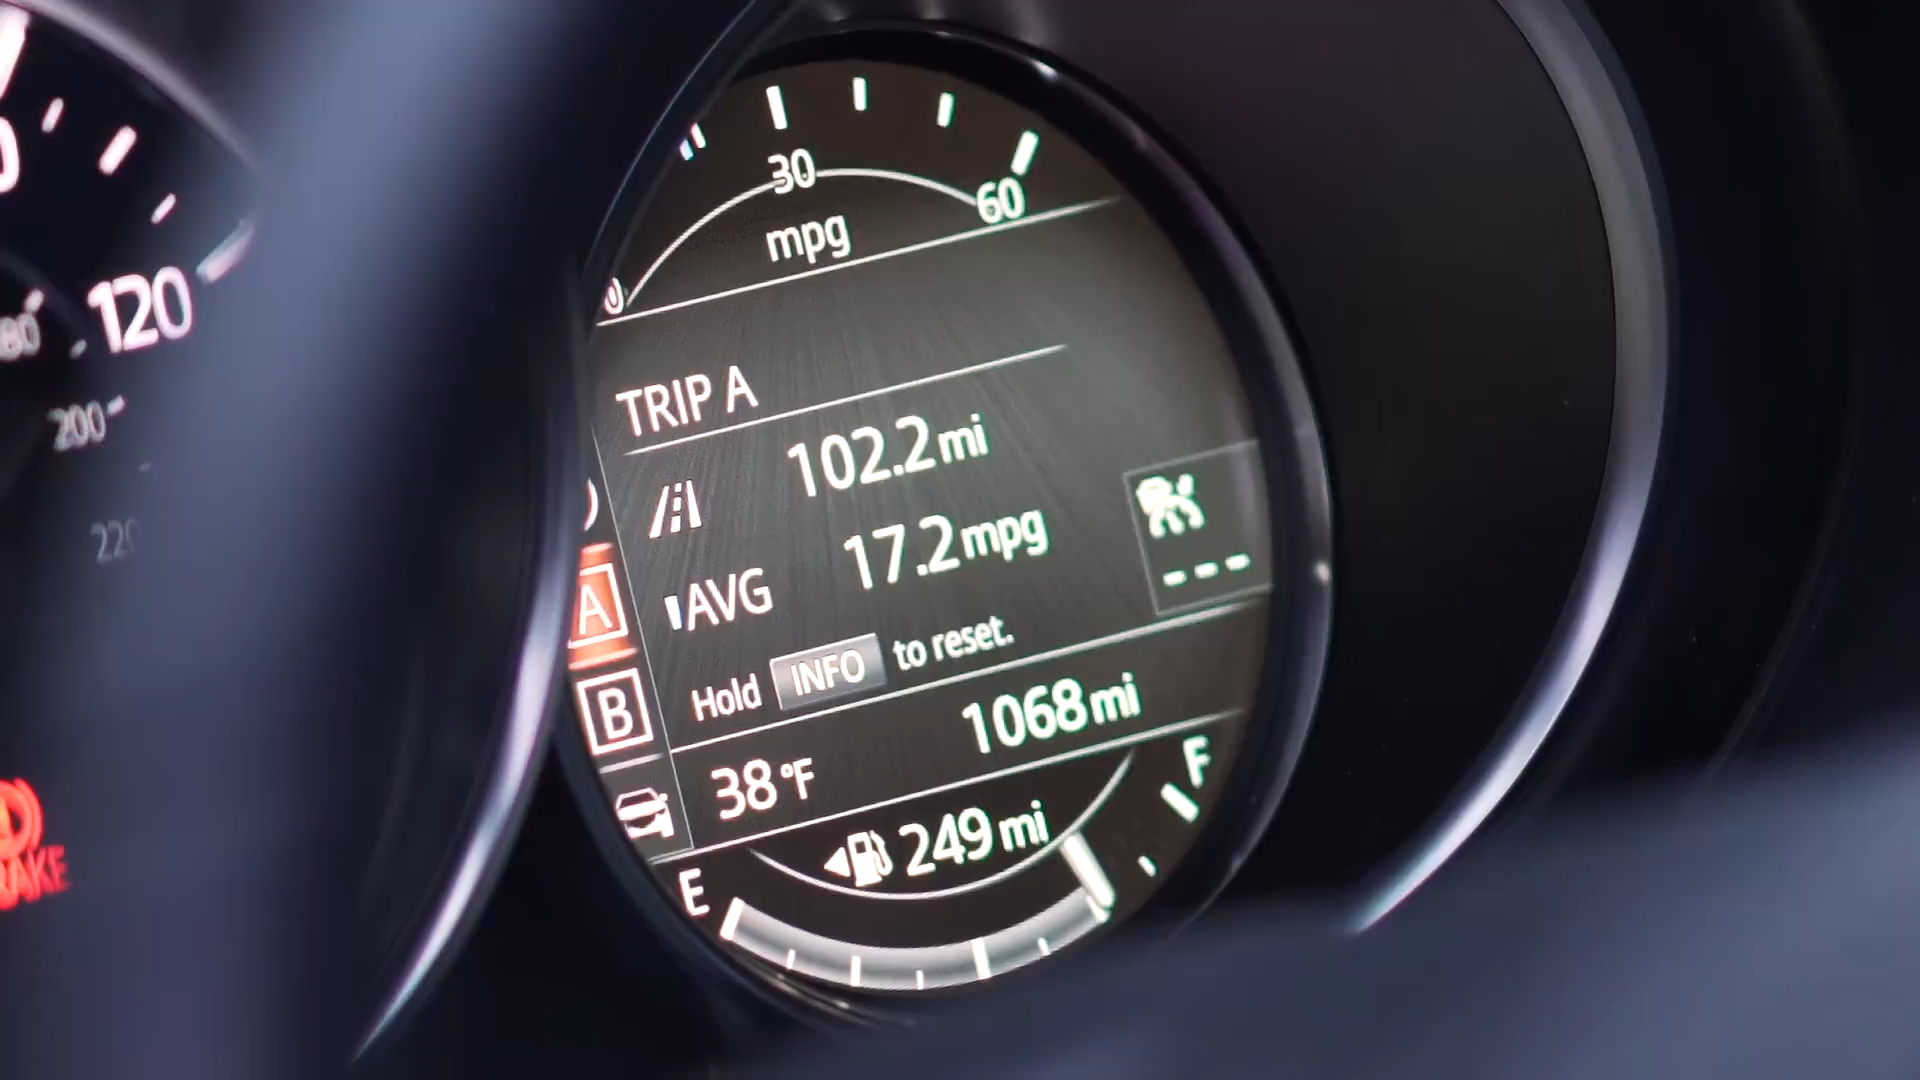 30
60
mpg
0
120
80
200
220
TRIP A
102.2 mi
17.2 mpg
AVG
---
A
Hold INFO to reset.
B
1068 mi
38 °F
249 mi
F
E